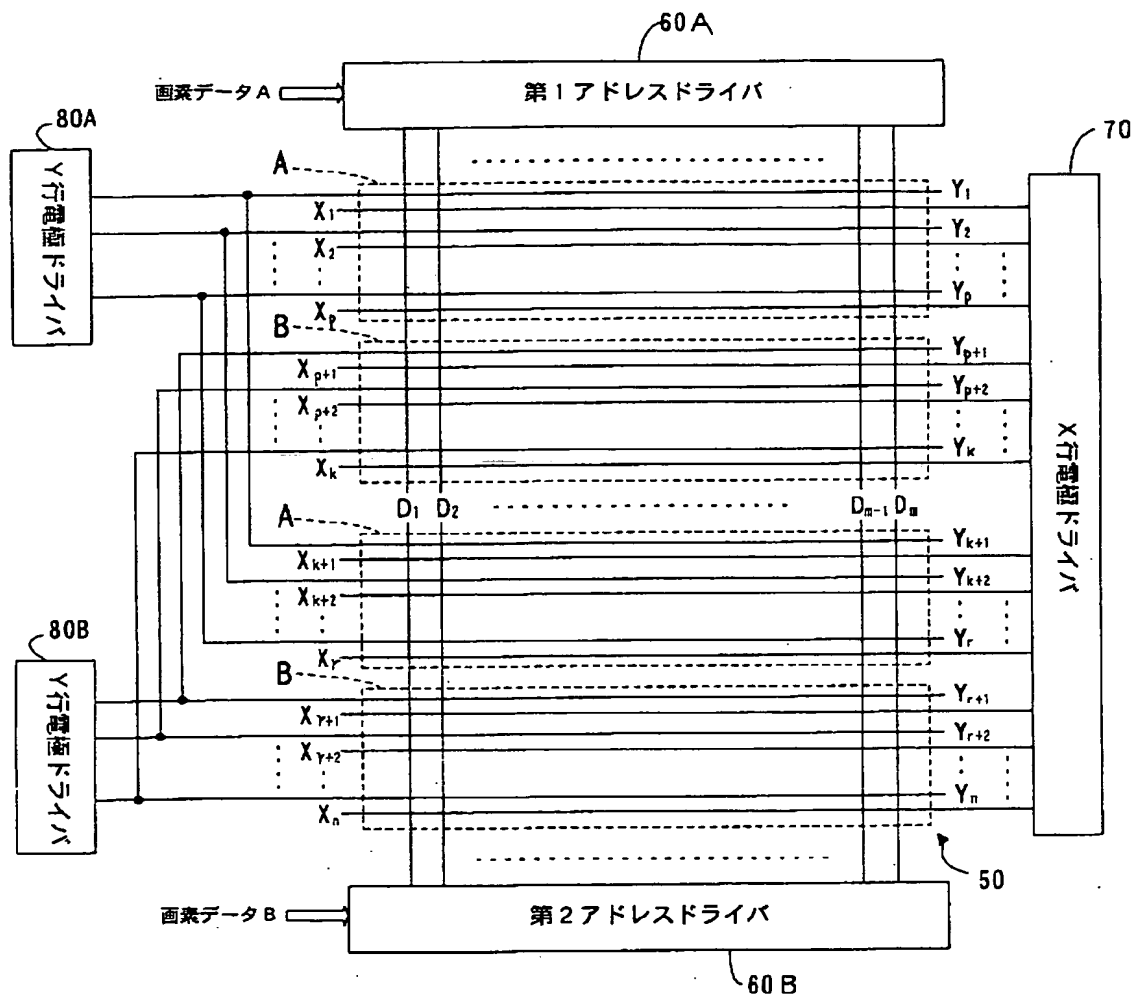 60A
画素データA
第1アドレスドライバ
80A
70
Y行電極ドライバ
A
Y1
X1
Y2
X2
Yp
Xp
B
Yp+1
Xp+1
Yp+2
Xp+2
Yk
Xk
D1 D2 Dm-1 Dm
A
Yk+1
Xk+1
Yk+2
Xk+2
X行電極ドライバ
80B
Yr
Xr
B
Y行電極ドライバ
Yr+1
Xr+1
Yr+2
Xr+2
Yn
Xn
50
画素データB
第2アドレスドライバ
60B